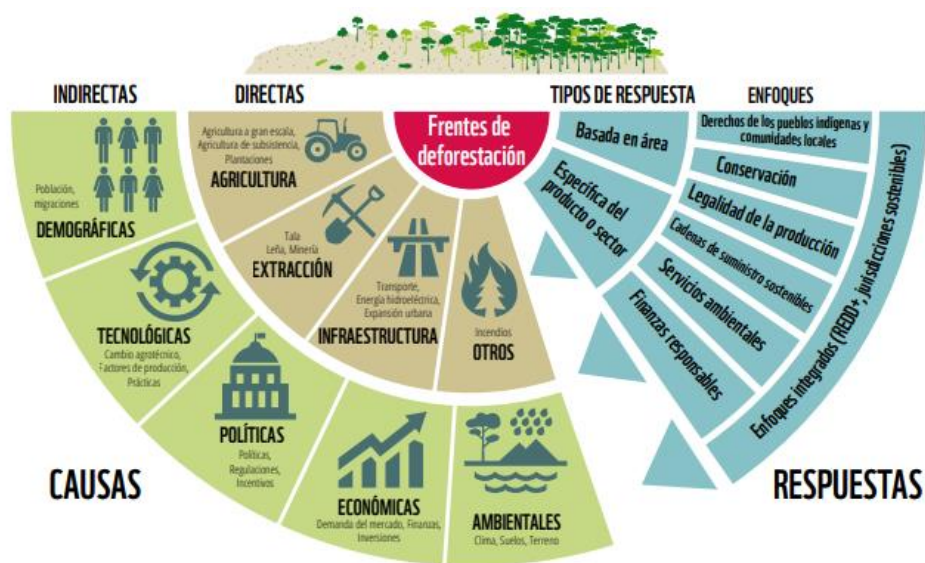 INDIRECTAS
DIRECTAS
TIPOS DE RESPUESTA
ENFOQUES
Frentes de
deforestación
Población,
migraciones
DEMOGRÁFICAS
TECNOLÓGICAS
Cambio agrotécnico,
Factores de producción,
Prácticas
POLÍTICAS
Políicas,
Regulaciones,
Incentivos
ECONÓMICAS
Demanda del mercado, Finanzas,
Inversiones
AMBIENTALES
Clima, Suelos, Terreno
Agricultura a gran escala,
Agricultura de subsistencia,
Plantaciones
AGRICULTURA
Tala
Leña, Minería
EXTRACCIÓN
Transporte,
Energía hidroeléctrica,
Expansión urbana
INFRAESTRUCTURA
Incendios
OTROS
Basada en área
Específica del
producto o sector
Derechos de los pueblos indígenas y
comunidades locales
Conservación
Legalidad de la producción
Cadenas de suministro sostenibles
Servicios ambientales
Finanzas responsables
Enfoques integrados (REDD+, jurisdicciones sostenibles)
CAUSAS
RESPUESTAS